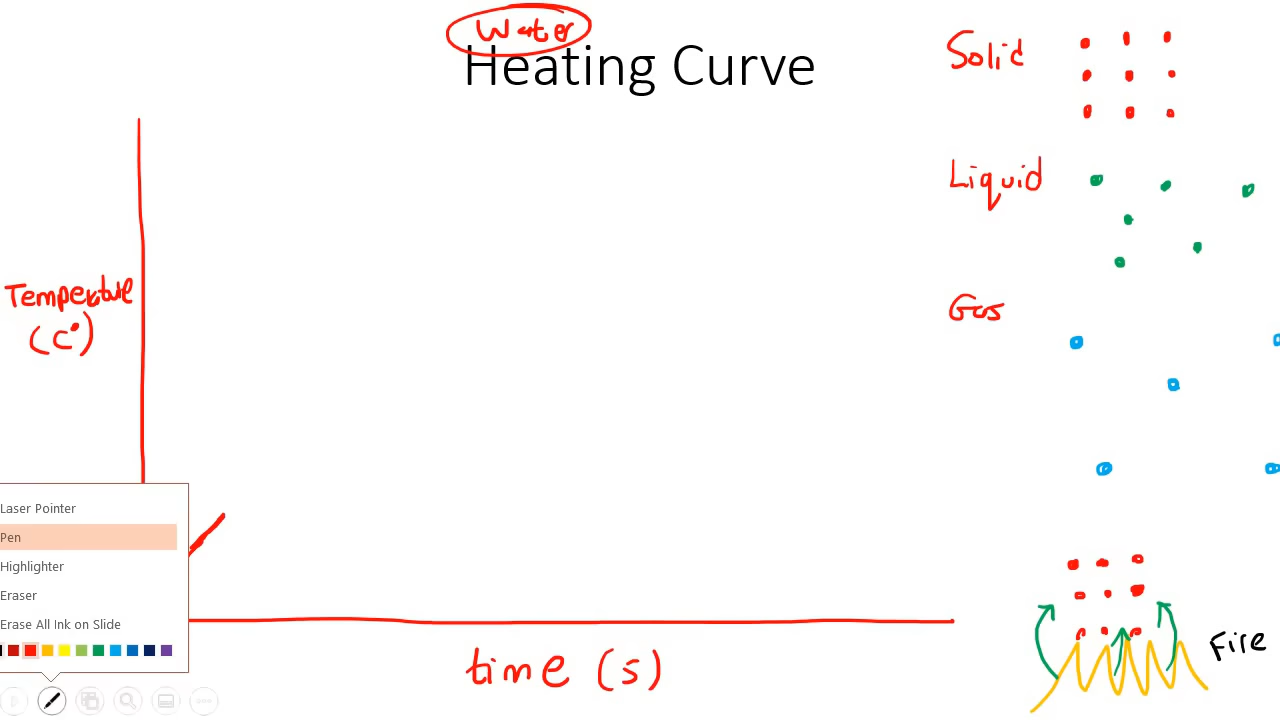 Water
Heating Curve
Solid
Liquid
Gas
Temperature
(C°)
Laser Pointer
Pen
Highlighter
Eraser
Erase All Ink on Slide
time (s)
Fire